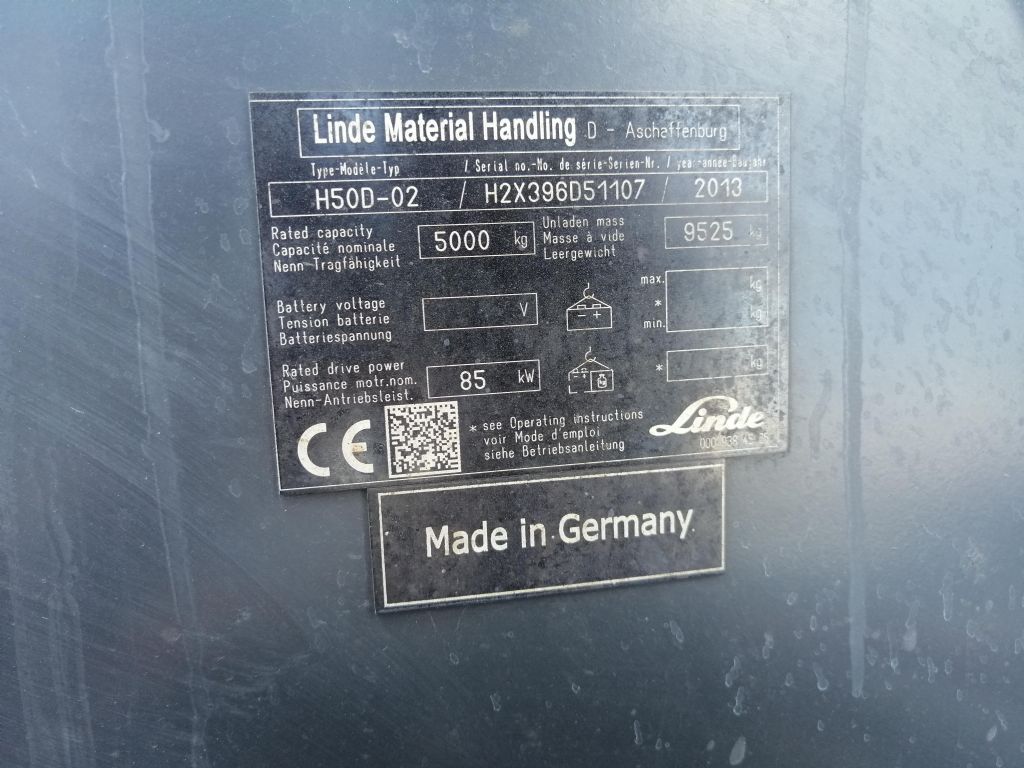 Linde Material Handling D - Aschaffenburg
Type-Modèle-Typ / Serial no.-No. de série-Serien-Nr. / year-année-Baujahr
H50D-02 / H2X396D51107 / 2013
Rated capacity
Capacité nominale
Nenn-Tragfähigkeit
5000 kg
Unladen mass
Masse à vide
Leergewicht
9525 kg
Battery voltage
Tension batterie
Batteriespannung
V
- +
max. kg
*
min. kg
Rated drive power
Puissance motr.nom.
Nenn-Antriebsleist.
85 kW
* kg
CE
* see Operating instructions
voir Mode d'emploi
siehe Betriebsanleitung
Linde
Made in Germany